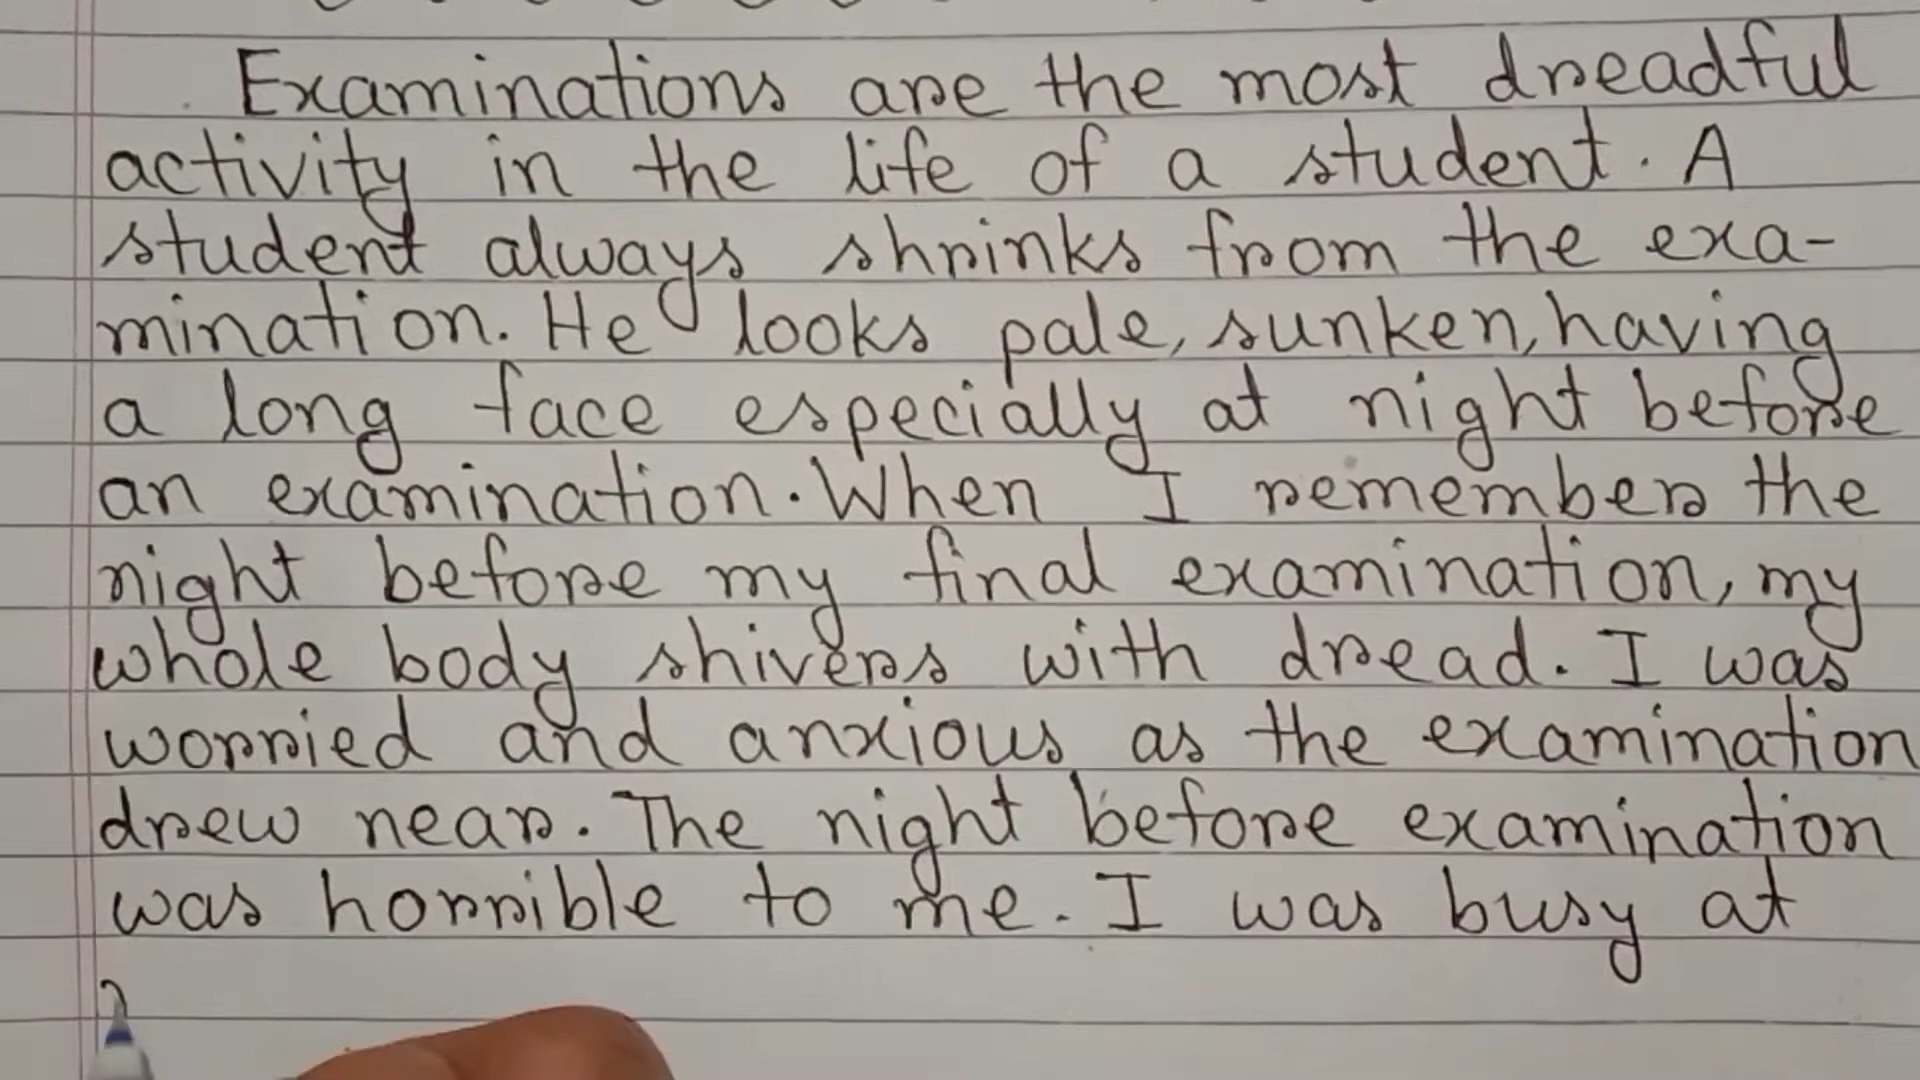 Examinations are the most dreadful
activity in the life of a student. A
student always shrinks from the exa-
mination. He looks pale, sunken, having
a long face especially at night before
an examination. When I remember the
night before my final examination, my
whole body shivers with dread. I was
worried and anxious as the examination
drew near. The night before examination
was horrible to me. I was busy at